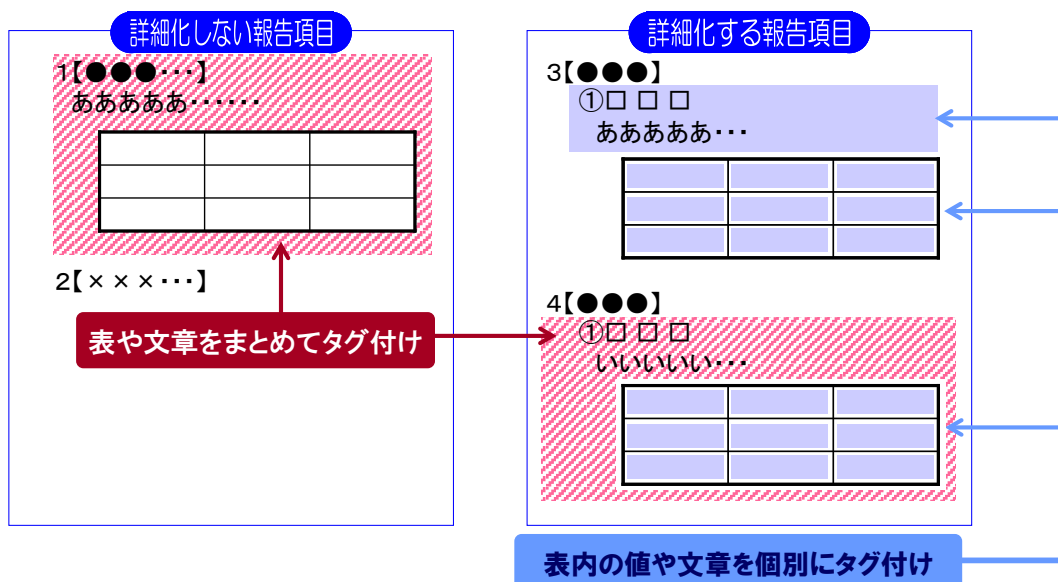 詳細化しない報告項目
1【●●●・・・】
あああああ・・・・・・
2【×××・・・】
表や文章をまとめてタグ付け
詳細化する報告項目
3【●●●】
①□□□
あああああ・・・
4【●●●】
①□□□
いいいいい・・・
表内の値や文章を個別にタグ付け